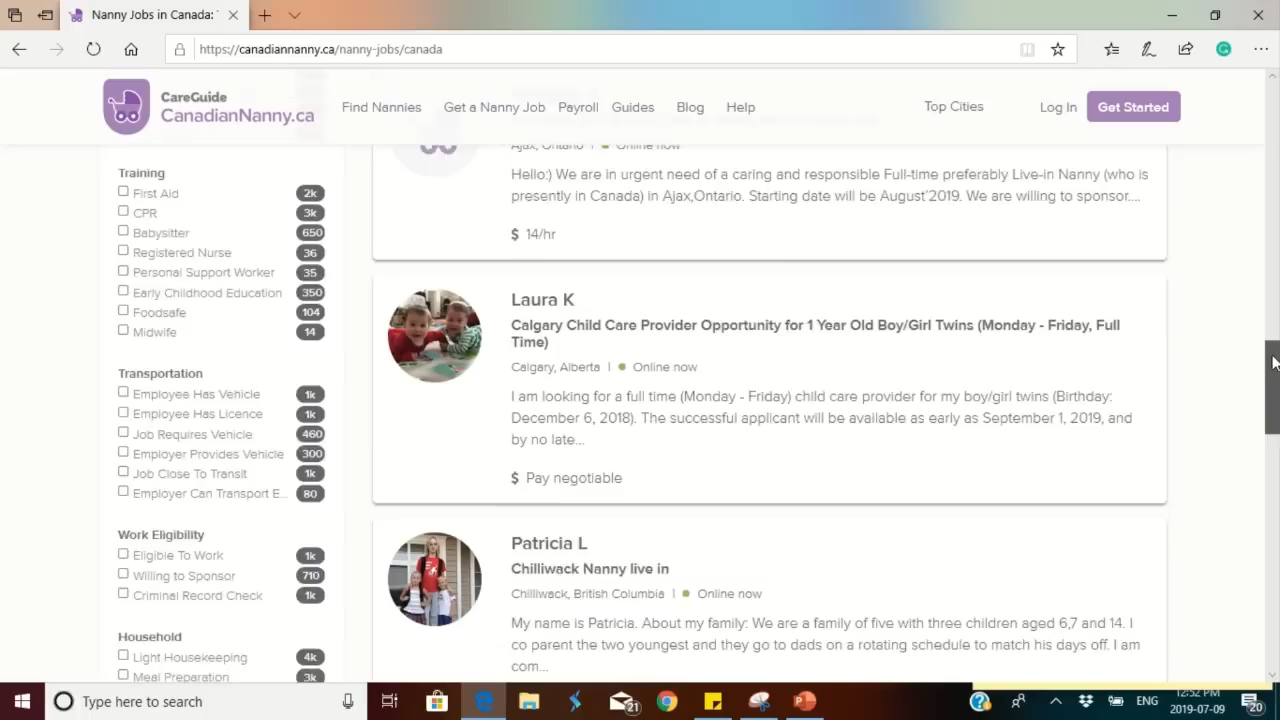 Nanny Jobs in Canada:
https://canadiannanny.ca/nanny-jobs/canada
CareGuide
CanadianNanny.ca
Find Nannies
Get a Nanny Job
Payroll
Guides
Blog
Help
Top Cities
Log In
Get Started
Training
First Aid 2k
CPR 3k
Babysitter 650
Registered Nurse 36
Personal Support Worker 35
Early Childhood Education 350
Foodsafe 104
Midwife 14
Transportation
Employee Has Vehicle 1k
Employee Has Licence 1k
Job Requires Vehicle 460
Employer Provides Vehicle 300
Job Close To Transit 1k
Employer Can Transport E... 80
Work Eligibility
Eligible To Work 1k
Willing to Sponsor 710
Criminal Record Check 1k
Household
Light Housekeeping 4k
Meal Preparation 3k
Ajax, Ontario | Online now
Hello:) We are in urgent need of a caring and responsible Full-time preferably Live-in Nanny (who is
presently in Canada) in Ajax,Ontario. Starting date will be August'2019. We are willing to sponsor....
$ 14/hr
Laura K
Calgary Child Care Provider Opportunity for 1 Year Old Boy/Girl Twins (Monday - Friday, Full
Time)
Calgary, Alberta | Online now
I am looking for a full time (Monday - Friday) child care provider for my boy/girl twins (Birthday:
December 6, 2018). The successful applicant will be available as early as September 1, 2019, and
by no late...
$ Pay negotiable
Patricia L
Chilliwack Nanny live in
Chilliwack, British Columbia | Online now
My name is Patricia. About my family: We are a family of five with three children aged 6,7 and 14. I
co parent the two youngest and they go to dads on a rotating schedule to match his days off. I am
com...
Type here to search
21
ENG
12:52 PM
2019-07-09
20